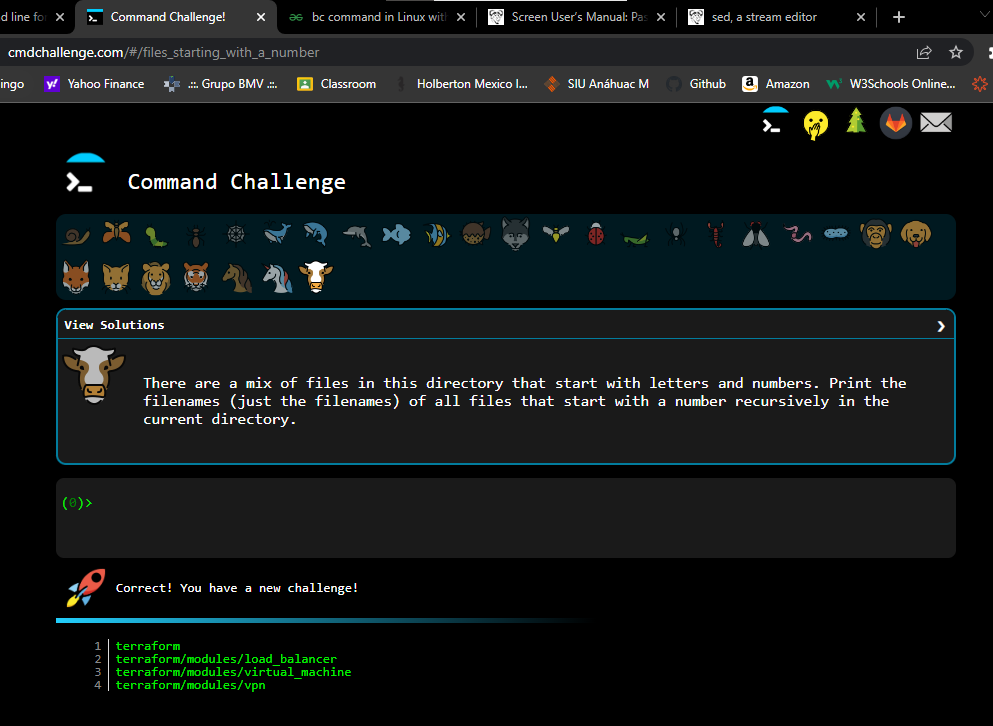 d line fo
Command Challenge!
bc command in Linux wit
Screen User's Manual: Pas
sed, a stream editor
cmdchallenge.com/#/files_starting_with_a_number
ingo
Yahoo Finance
.::. Grupo BMV .::.
Classroom
Holberton Mexico I...
SIU Anáhuac M
Github
Amazon
W3Schools Online...
Command Challenge
View Solutions
There are a mix of files in this directory that start with letters and numbers. Print the
filenames (just the filenames) of all files that start with a number recursively in the
current directory.
(0)>
Correct! You have a new challenge!
1 terraform
2 terraform/modules/load_balancer
3 terraform/modules/virtual_machine
4 terraform/modules/vpn